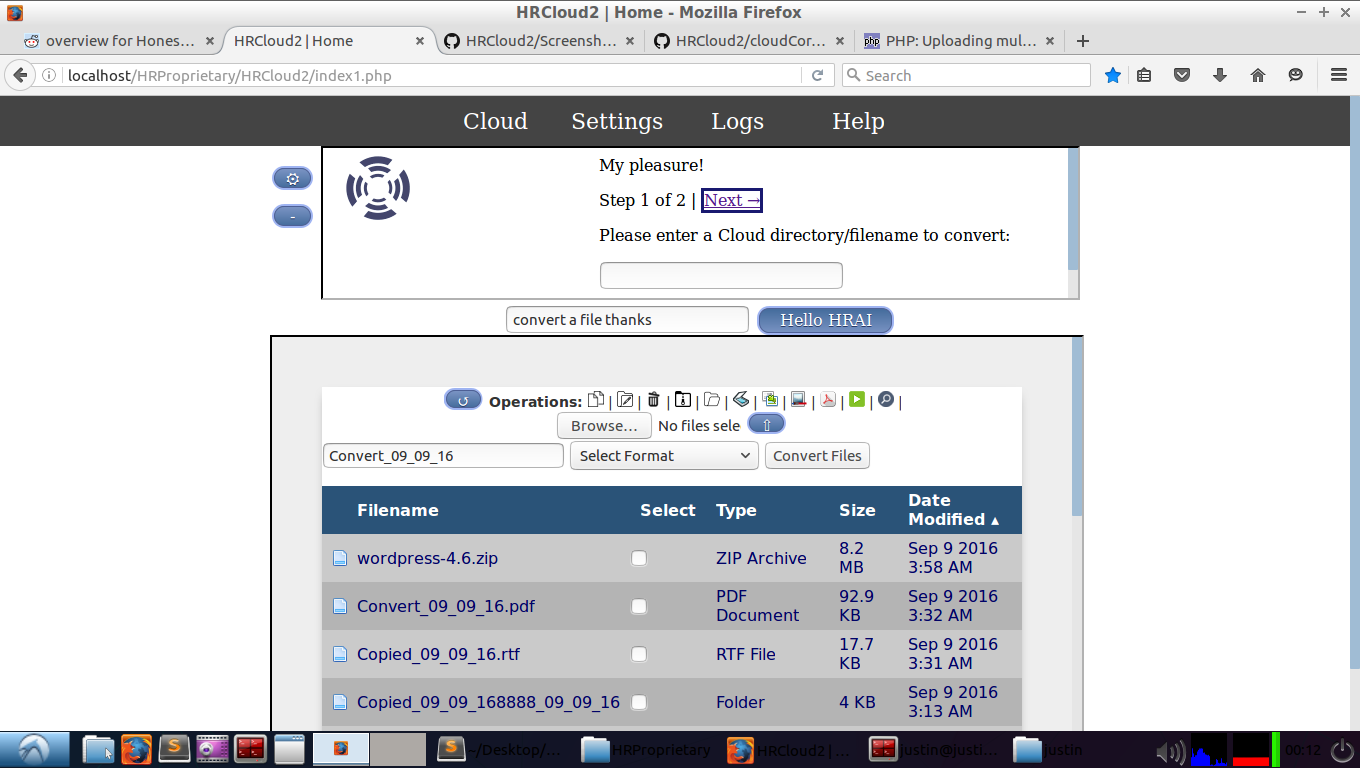 HRCloud2 | Home - Mozilla Firefox
overview for Hones...
HRCloud2 | Home
HRCloud2/Screensh...
HRCloud2/cloudCor...
PHP: Uploading mul...
localhost/HRProprietary/HRCloud2/index1.php
Search
Cloud Settings Logs Help
My pleasure!
Step 1 of 2 | Next →
Please enter a Cloud directory/filename to convert:
-
convert a file thanks
Hello HRAI
Operations: | | | | | | | | | | |
Browse... No files sele ⇧
Convert_09_09_16 Select Format Convert Files
Filename Select Type Size Date Modified ▴
wordpress-4.6.zip ZIP Archive 8.2 MB Sep 9 2016 3:58 AM
Convert_09_09_16.pdf PDF Document 92.9 KB Sep 9 2016 3:32 AM
Copied_09_09_16.rtf RTF File 17.7 KB Sep 9 2016 3:31 AM
Copied_09_09_168888_09_09_16 Folder 4 KB Sep 9 2016 3:13 AM
~/Desktop/... HRProprietary HRCloud2 | ... justin@justi... justin 00:12